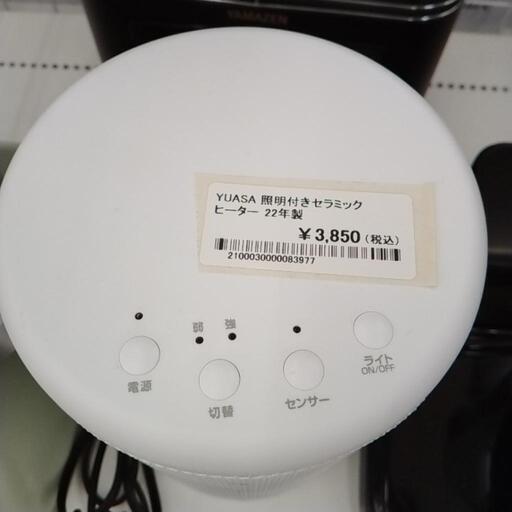 YAMAZEN
YUASA 照明付きセラミック
ヒーター 22年製
￥3,850(税込)
2100030000083977
弱 強
電源
切替
センサー
ライト
ON/OFF